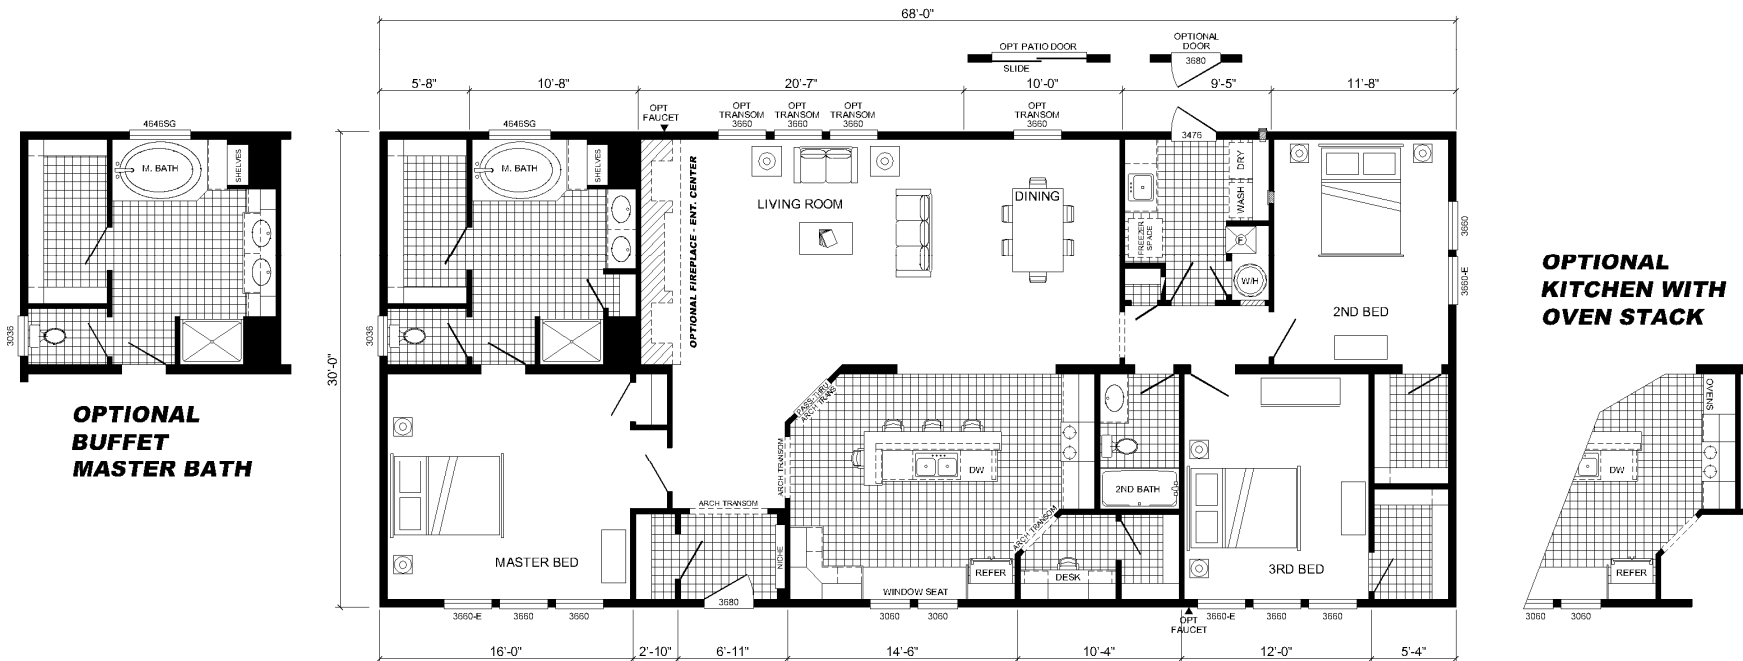 68'-0"
OPT PATIO DOOR
SLIDE
OPTIONAL
DOOR
3680
5'-8"
10'-8"
20'-7"
10'-0"
9'-5"
11'-8"
OPT
FAUCET
OPT
TRANSOM
3660
OPT
TRANSOM
3660
OPT
TRANSOM
3660
OPT
TRANSOM
3660
4646SG
M. BATH
SHELVES
3036
OPTIONAL
BUFFET
MASTER BATH
30'-0"
4646SG
M. BATH
SHELVES
3036
OPTIONAL FIREPLACE - ENT. CENTER
LIVING ROOM
DINING
3476
DRY
WASH
FREEZER
SPACE
F
W/H
3660
3660-E
2ND BED
OPTIONAL
KITCHEN WITH
OVEN STACK
PASS-THRU
ARCH TRANS
ARCH TRANSOM
DW
2ND BATH
ARCH TRANSOM
MASTER BED
ARCH TRANSOM
NICHE
3680
REFER
DESK
WINDOW SEAT
3RD BED
3660-E
3660
3660
3060
3060
OPT
FAUCET
3660-E
3660
3660
OVENS
DW
REFER
3060
3060
16'-0"
2'-10"
6'-11"
14'-6"
10'-4"
12'-0"
5'-4"